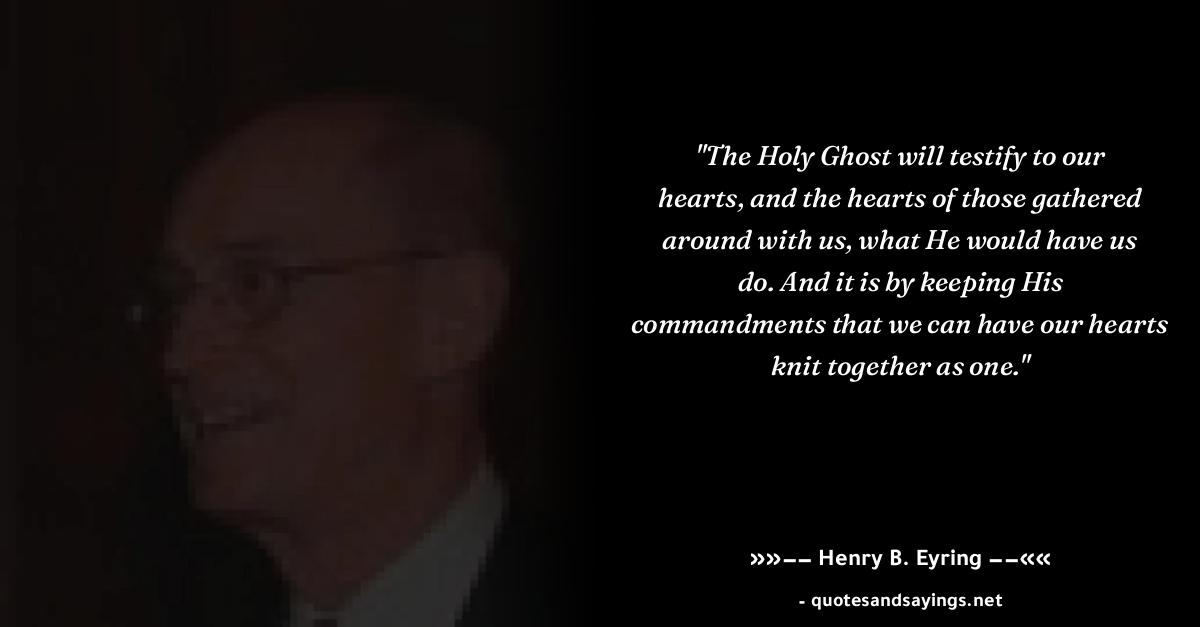 "The Holy Ghost will testify to our
hearts, and the hearts of those gathered
around with us, what He would have us
do. And it is by keeping His
commandments that we can have our hearts
knit together as one."
»»−− Henry B. Eyring −−««
- quotesandsayings.net